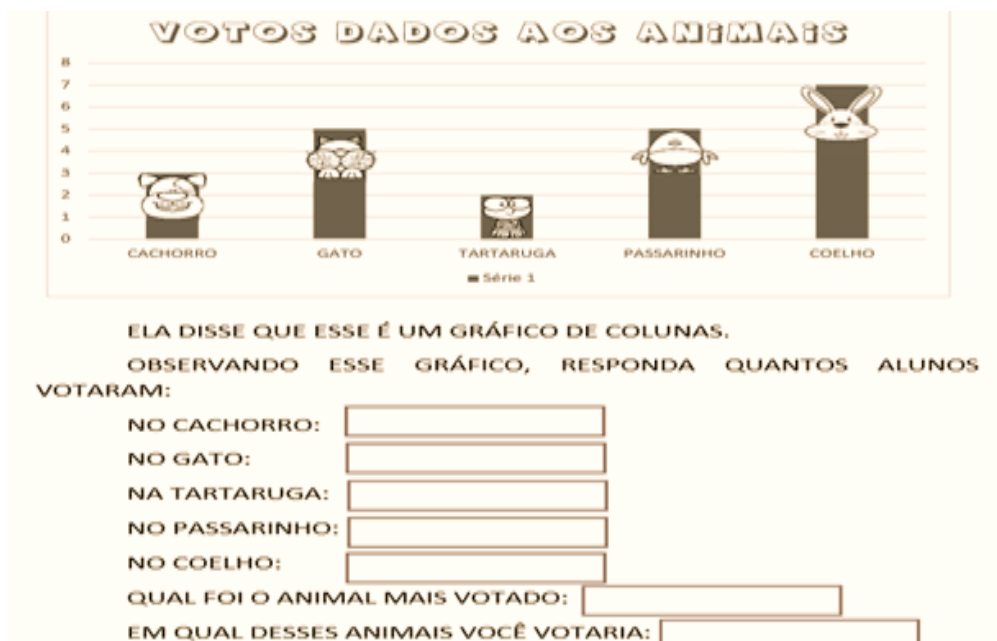 VOTOS DADOS AOS ANIMAIS
8
7
6
5
4
3
2
1
0
CACHORRO GATO TARTARUGA PASSARINHO COELHO
Série 1
ELA DISSE QUE ESSE É UM GRÁFICO DE COLUNAS.
OBSERVANDO ESSE GRÁFICO, RESPONDA QUANTOS ALUNOS
VOTARAM:
NO CACHORRO:
NO GATO:
NA TARTARUGA:
NO PASSARINHO:
NO COELHO:
QUAL FOI O ANIMAL MAIS VOTADO:
EM QUAL DESSES ANIMAIS VOCÊ VOTARIA: